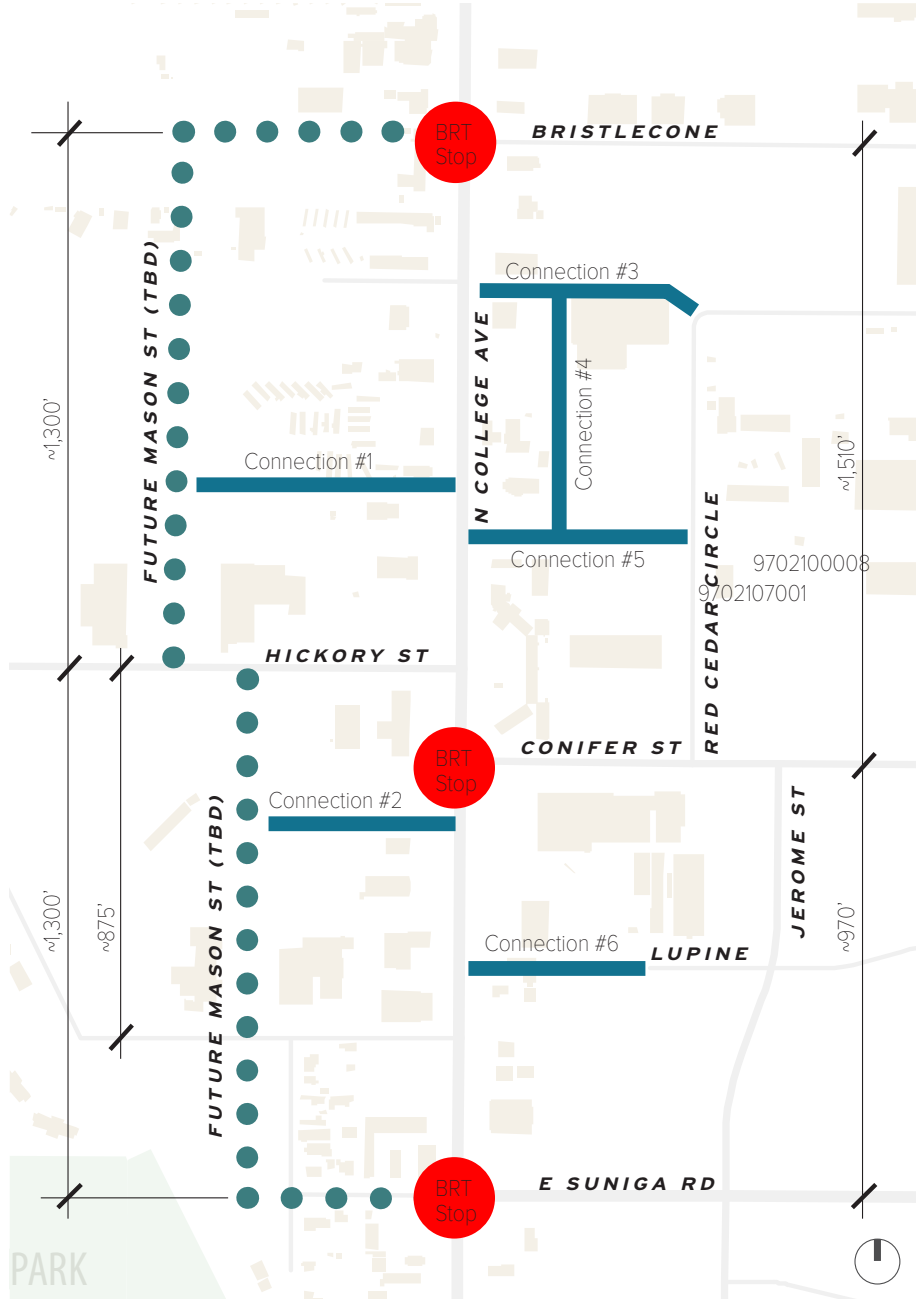 BRT
Stop
BRISTLECONE
Connection #3
FUTURE MASON ST (TBD)
N COLLEGE AVE
Connection #4
~1,300’
~1,510’
Connection #1
Connection #5
RED CEDAR CIRCLE
9702100008
9702107001
HICKORY ST
CONIFER ST
BRT
Stop
Connection #2
FUTURE MASON ST (TBD)
JEROME ST
~1,300’
~875’
~970’
Connection #6
LUPINE
BRT
Stop
E SUNIGA RD
PARK